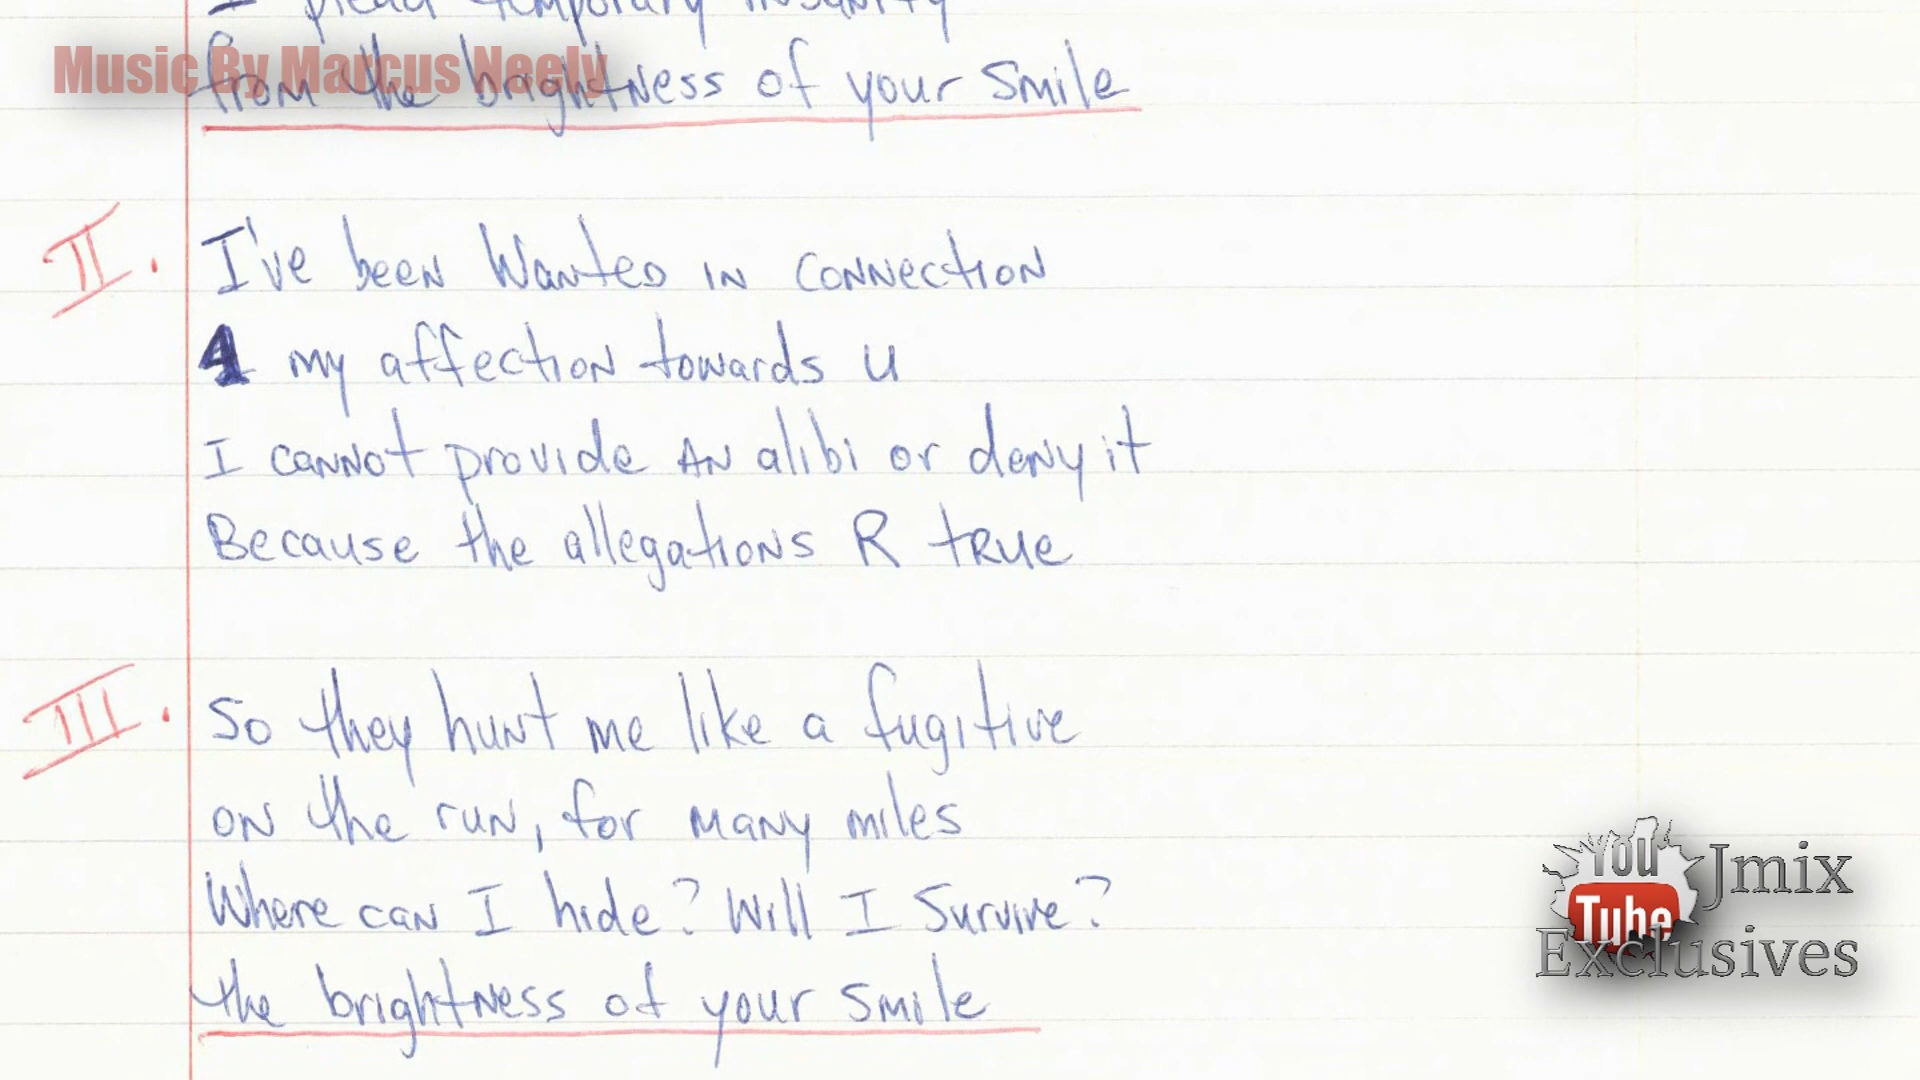 I plead temporary insanity
Music By Marcus Neely
from the brightness of your smile
II. I've been wanted in connection
4 my affection towards u
I cannot provide an alibi or deny it
Because the allegations R true
III. So they hunt me like a fugitive
on the run, for many miles
Where can I hide? Will I survive?
the brightness of your smile
You
Tube
Jmix
Exclusives